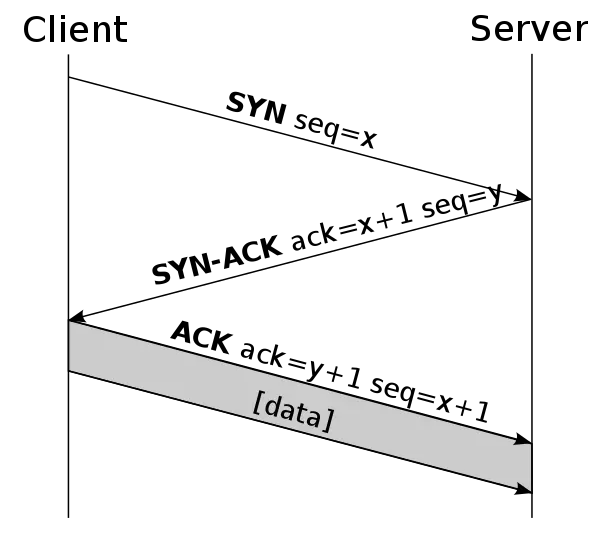 Client
Server
SYN seq=x
SYN-ACK ack=x+1 seq=y
ACK ack=y+1 seq=x+1
[data]